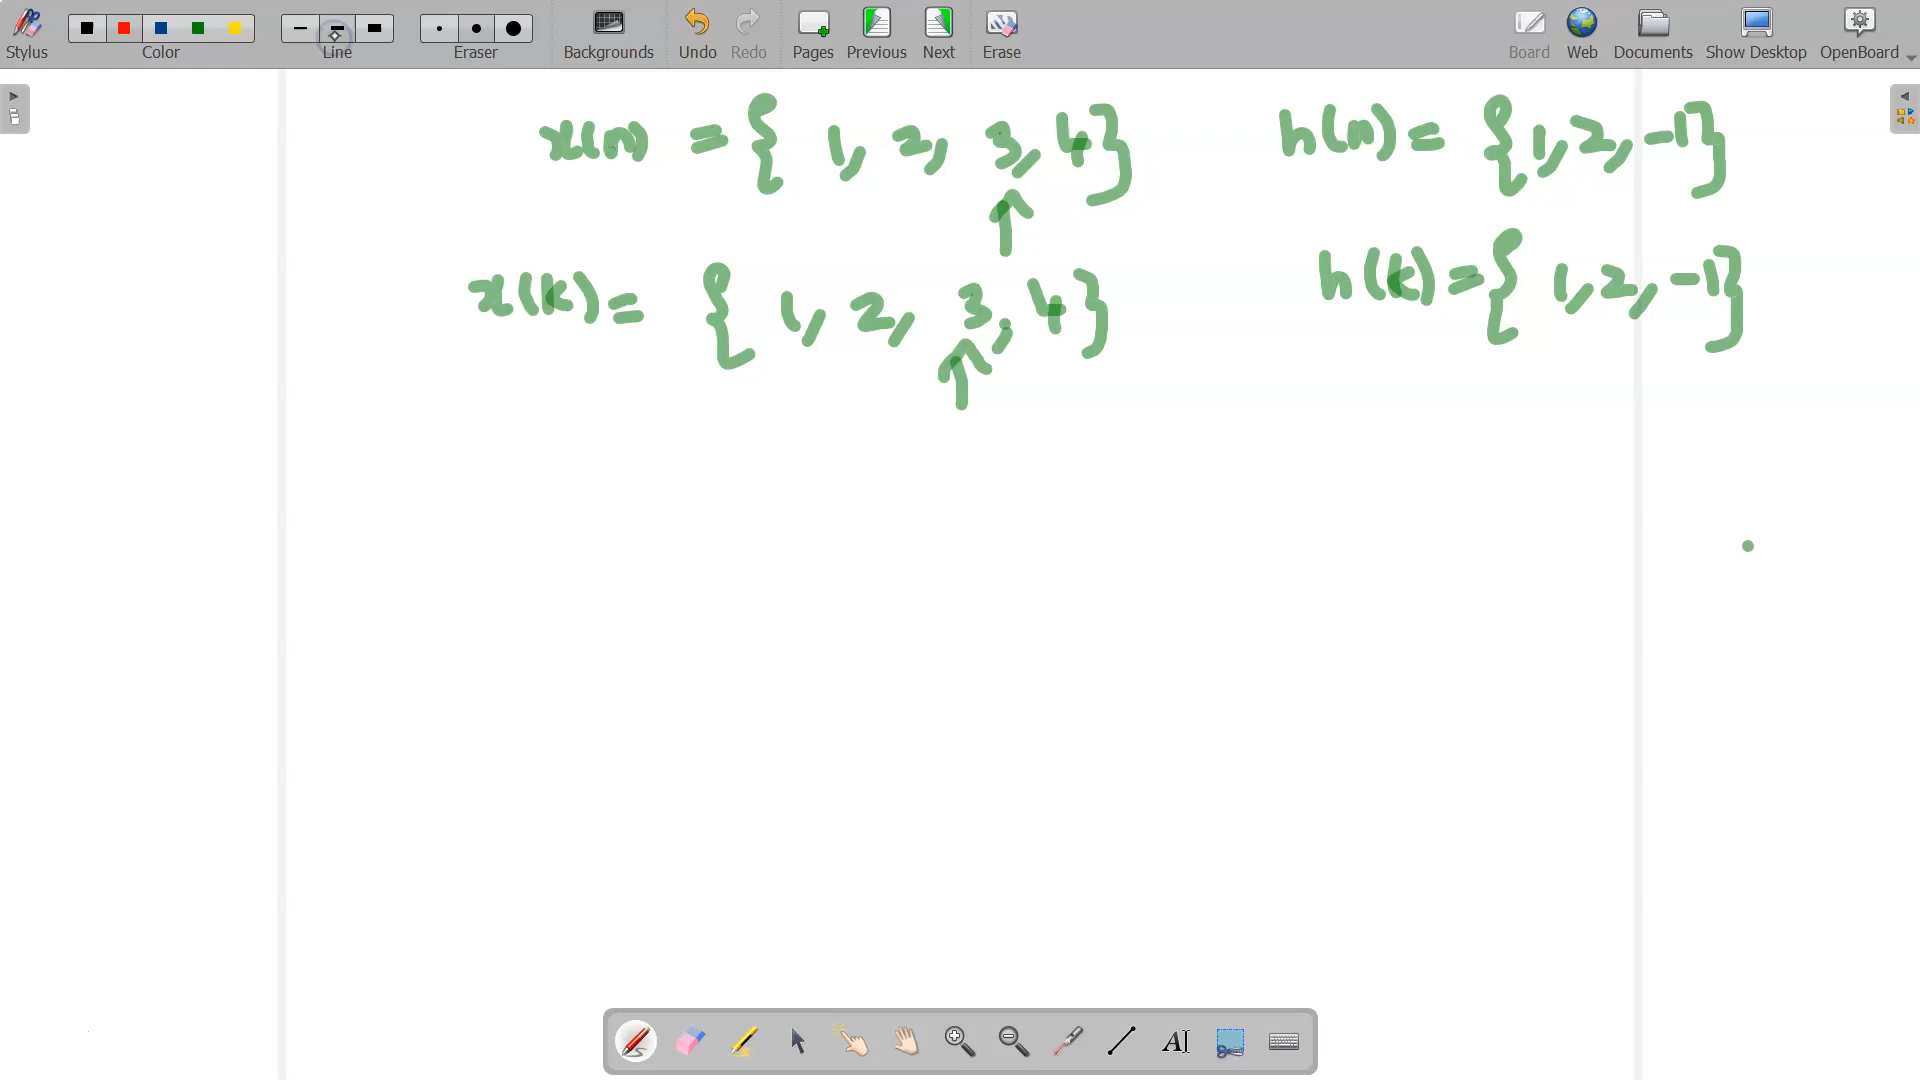 Stylus Color Line Eraser Backgrounds Undo Redo Pages Previous Next Erase Board Web Documents Show Desktop OpenBoard
x(n) = { 1, 2, 3, 4} h(n) = {1, 2, -1}
↑
x(k) = { 1, 2, 3, 4} h(k) = { 1, 2, -1}
↑